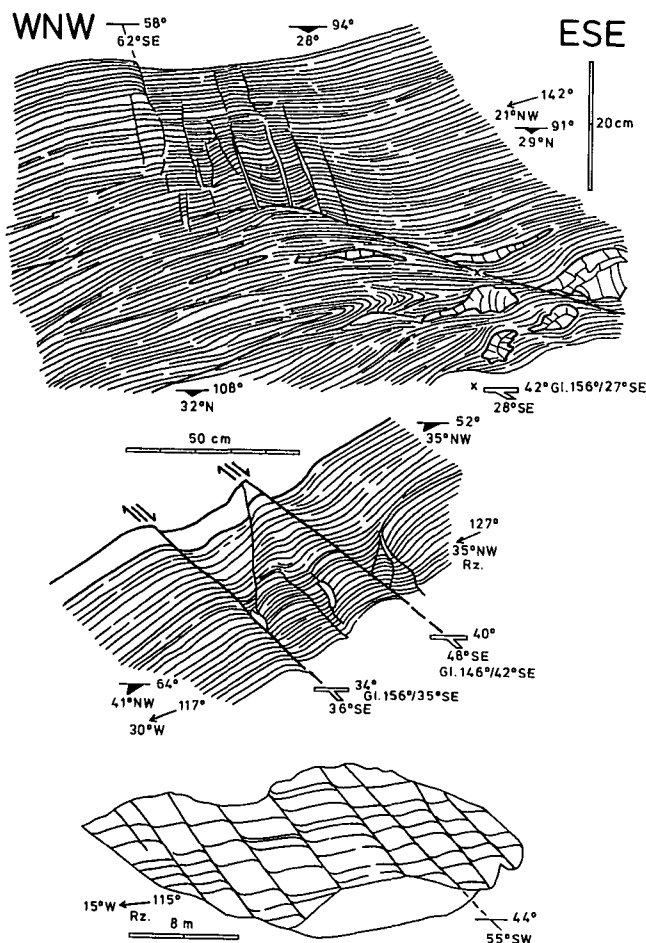 WNW
58°
62°SE
94°
28°
ESE
142°
21°NW
91°
29°N
20cm
108°
32°N
x
42° Gl.156°/27°SE
28°SE
52°
35°NW
50 cm
127°
35°NW
Rz.
40°
48°SE
Gl.146°/42°SE
64°
41°NW
117°
30°W
34°
Gl.156°/35°SE
36°SE
15°W
115°
Rz.
8 m
44°
55°SW